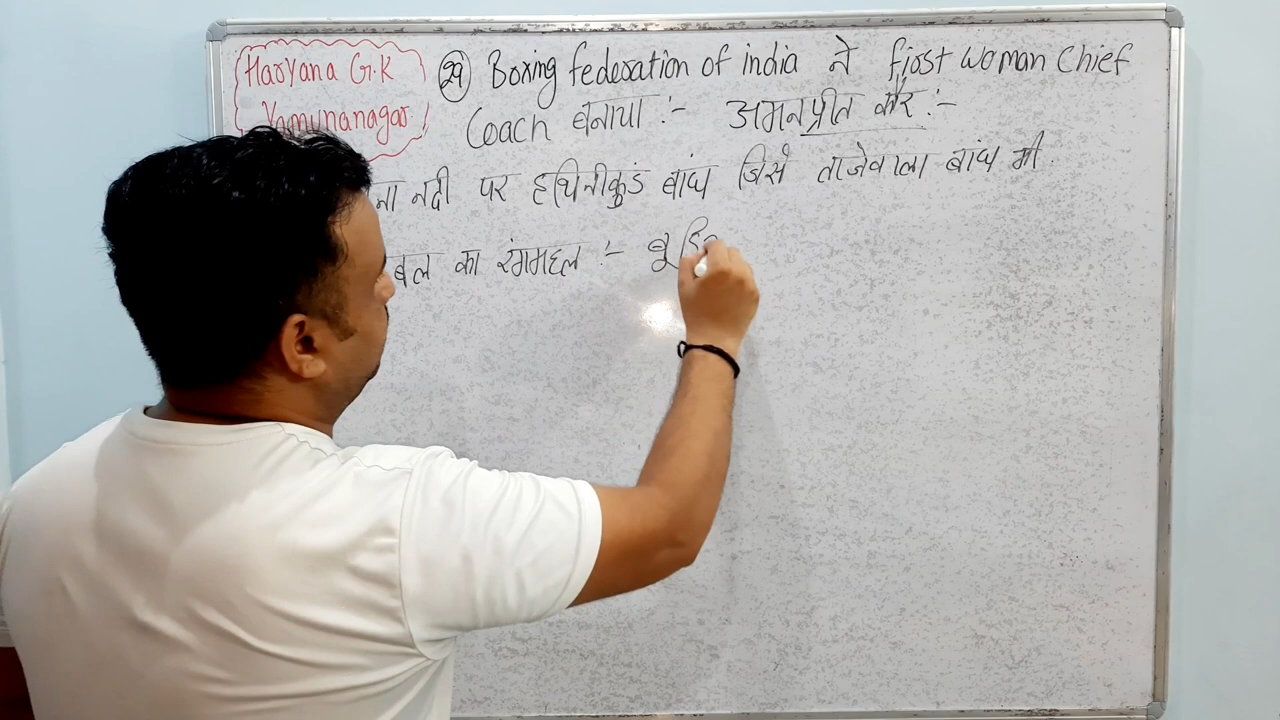 Haryana G.K
Yamunanagar
29 Boxing federation of india ने first woman Chief
Coach बनाया :- अमनप्रीत कौर :-
ना नदी पर हथिनीकुंड बांध जिसे ताजेवाला बांध भी
बल का रंगमहल :-